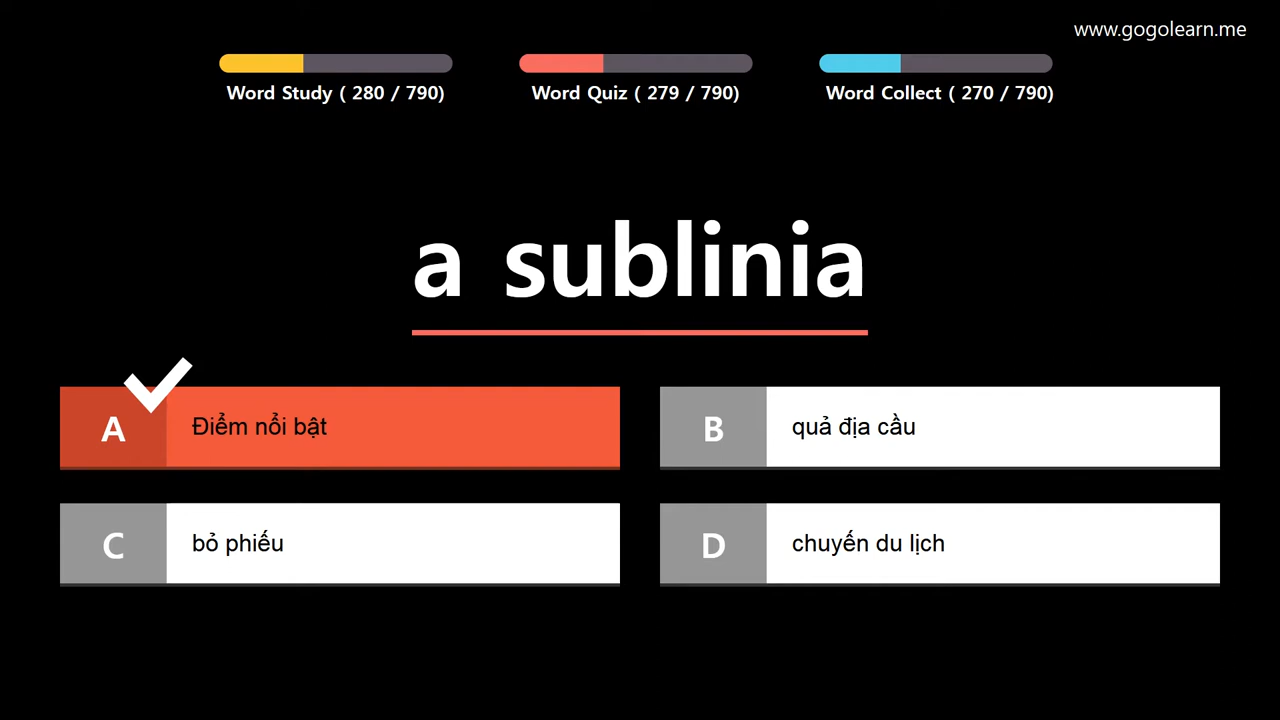 www.gogolearn.me
Word Study ( 280 / 790)
Word Quiz ( 279 / 790)
Word Collect ( 270 / 790)
a sublinia
A
Điểm nổi bật
B
quả địa cầu
C
bỏ phiếu
D
chuyến du lịch